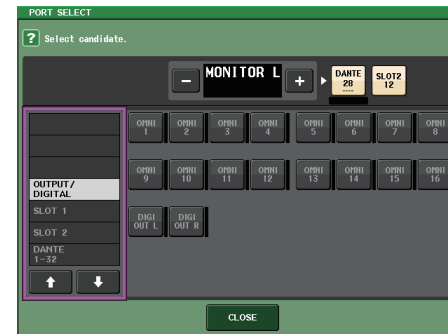 PORT SELECT
? Select candidate.
- MONITOR L + DANTE 28 ---- SLOT2 12
OMNI 1 OMNI 2 OMNI 3 OMNI 4 OMNI 5 OMNI 6 OMNI 7 OMNI 8
OMNI 9 OMNI 10 OMNI 11 OMNI 12 OMNI 13 OMNI 14 OMNI 15 OMNI 16
DIGI OUT L DIGI OUT R
OUTPUT/
DIGITAL
SLOT 1
SLOT 2
DANTE
1-32
CLOSE